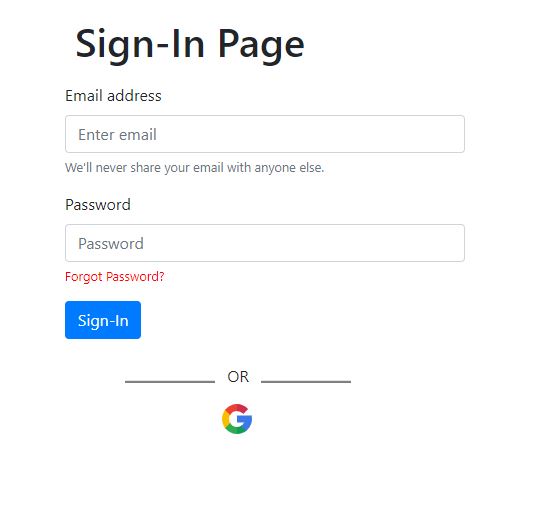 Sign-In Page
Email address
Enter email
We'll never share your email with anyone else.
Password
Password
Forgot Password?
Sign-In
OR
G